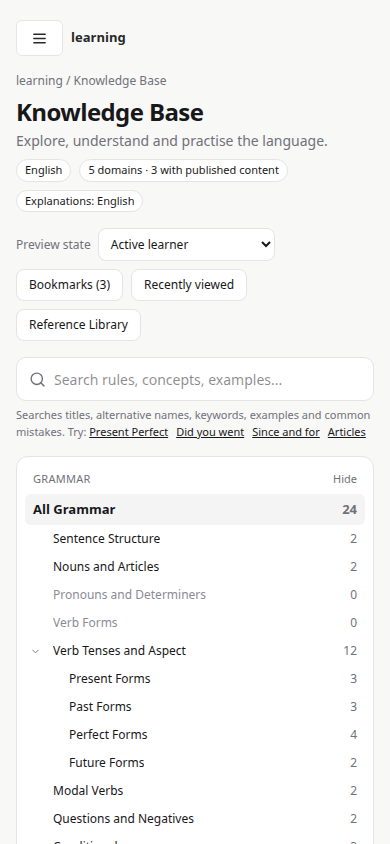 learning
learning / Knowledge Base
Knowledge Base
Explore, understand and practise the language.
English
5 domains · 3 with published content
Explanations: English
Preview state
Active learner
Bookmarks (3)
Recently viewed
Reference Library
Search rules, concepts, examples...
Searches titles, alternative names, keywords, examples and common
mistakes. Try: Present Perfect Did you went Since and for Articles
GRAMMAR Hide
All Grammar 24
Sentence Structure 2
Nouns and Articles 2
Pronouns and Determiners 0
Verb Forms 0
Verb Tenses and Aspect 12
Present Forms 3
Past Forms 3
Perfect Forms 4
Future Forms 2
Modal Verbs 2
Questions and Negatives 2